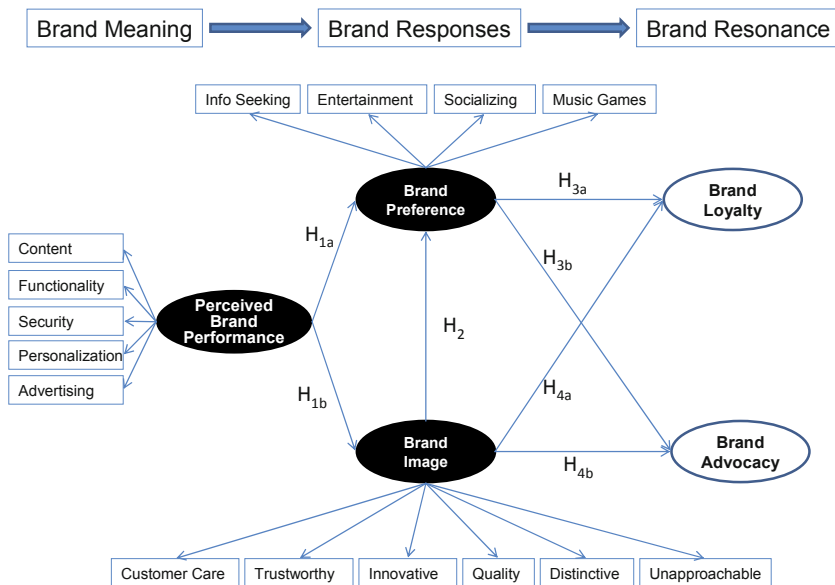 Brand Meaning
Brand Responses
Brand Resonance
Info Seeking
Entertainment
Socializing
Music Games
Brand
Preference
H3a
Brand
Loyalty
H1a
H3b
Content
Functionality
Security
Personalization
Advertising
Perceived
Brand
Performance
H2
H1b
H4a
Brand
Image
H4b
Brand
Advocacy
Customer Care
Trustworthy
Innovative
Quality
Distinctive
Unapproachable